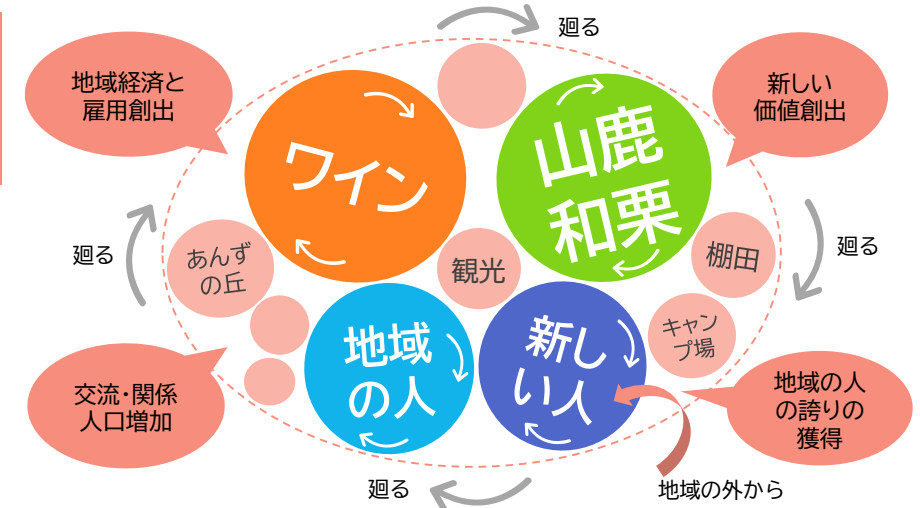 廻る
地域経済と
雇用創出
新しい
価値創出
ワイン
山鹿
和栗
廻る
あんず
の丘
観光
棚田
廻る
キャン
プ場
地域
の人
新し
い人
交流・関係
人口増加
地域の人
の誇りの
獲得
廻る
地域の外から